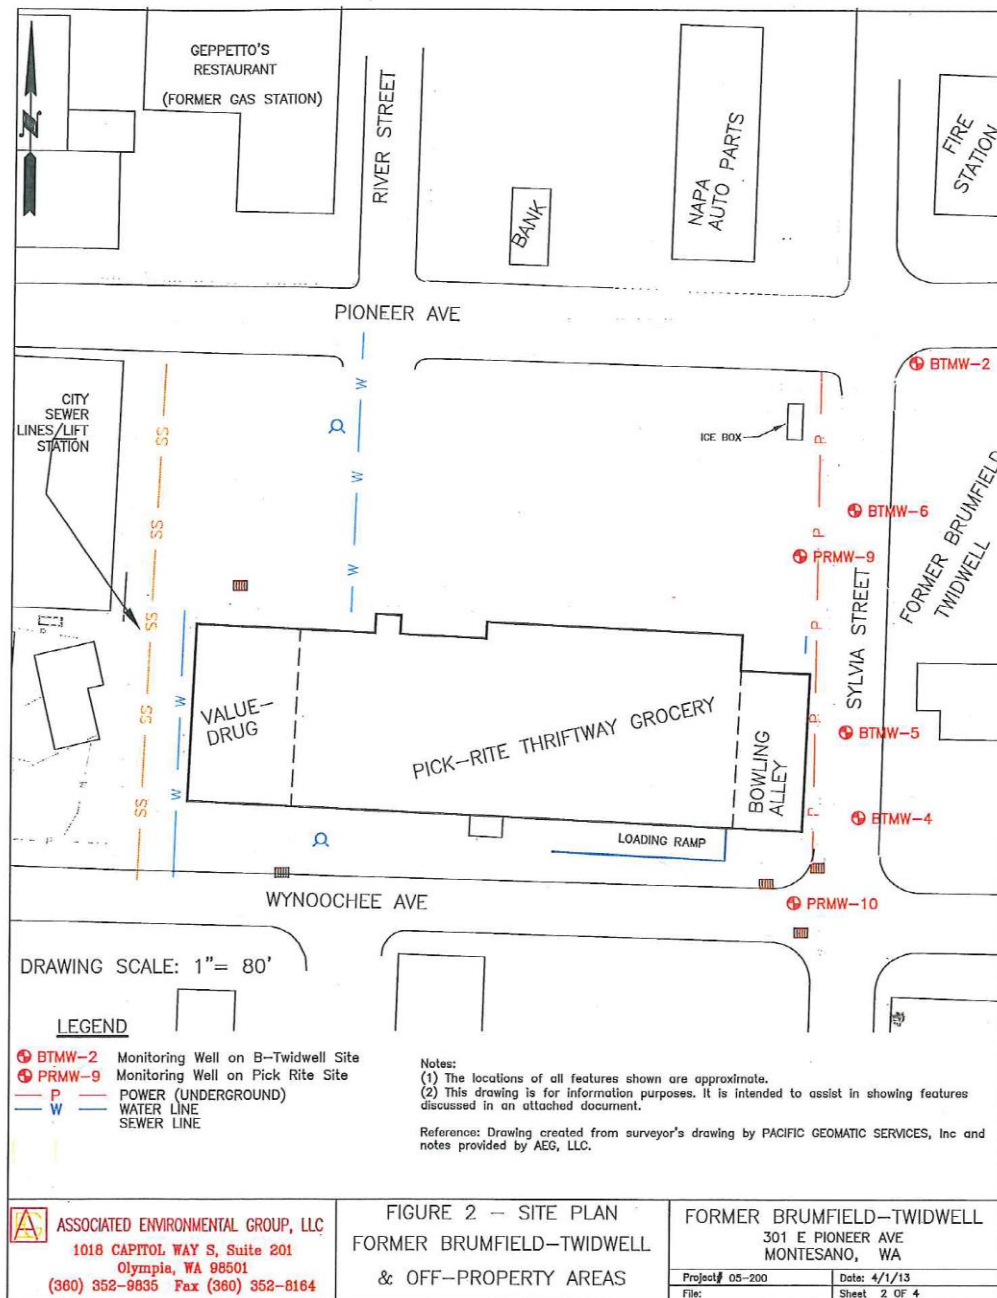 GEPPETTO'S
RESTAURANT
(FORMER GAS STATION)
RIVER STREET
BANK
NAPA
AUTO PARTS
FIRE
STATION
N
PIONEER AVE
CITY
SEWER
LINES/LIFT
STATION
W
W
W
SS
SS
SS
SS
SS
W
W
ICE BOX
P
P
P
P
P
BTMW-2
BTMW-6
PRMW-9
BTMW-5
BTMW-4
PRMW-10
SYLVIA STREET
FORMER BRUMFIELD
TWIDWELL
VALUE-
DRUG
PICK-RITE THRIFTWAY GROCERY
BOWLING
ALLEY
LOADING RAMP
WYNOOCHEE AVE
DRAWING SCALE: 1"= 80'
LEGEND
BTMW-2 Monitoring Well on B-Twidwell Site
PRMW-9 Monitoring Well on Pick Rite Site
P POWER (UNDERGROUND)
W WATER LINE
SEWER LINE
Notes:
(1) The locations of all features shown are approximate.
(2) This drawing is for information purposes. It is intended to assist in showing features
discussed in an attached document.
Reference: Drawing created from surveyor's drawing by PACIFIC GEOMATIC SERVICES, Inc and
notes provided by AEG, LLC.
AEG
ASSOCIATED ENVIRONMENTAL GROUP, LLC
1018 CAPITOL WAY S, Suite 201
Olympia, WA 98501
(360) 352-9835 Fax (360) 352-8164
FIGURE 2 - SITE PLAN
FORMER BRUMFIELD-TWIDWELL
& OFF-PROPERTY AREAS
FORMER BRUMFIELD-TWIDWELL
301 E PIONEER AVE
MONTESANO, WA
Project# 05-200
Date: 4/1/13
File:
Sheet 2 OF 4